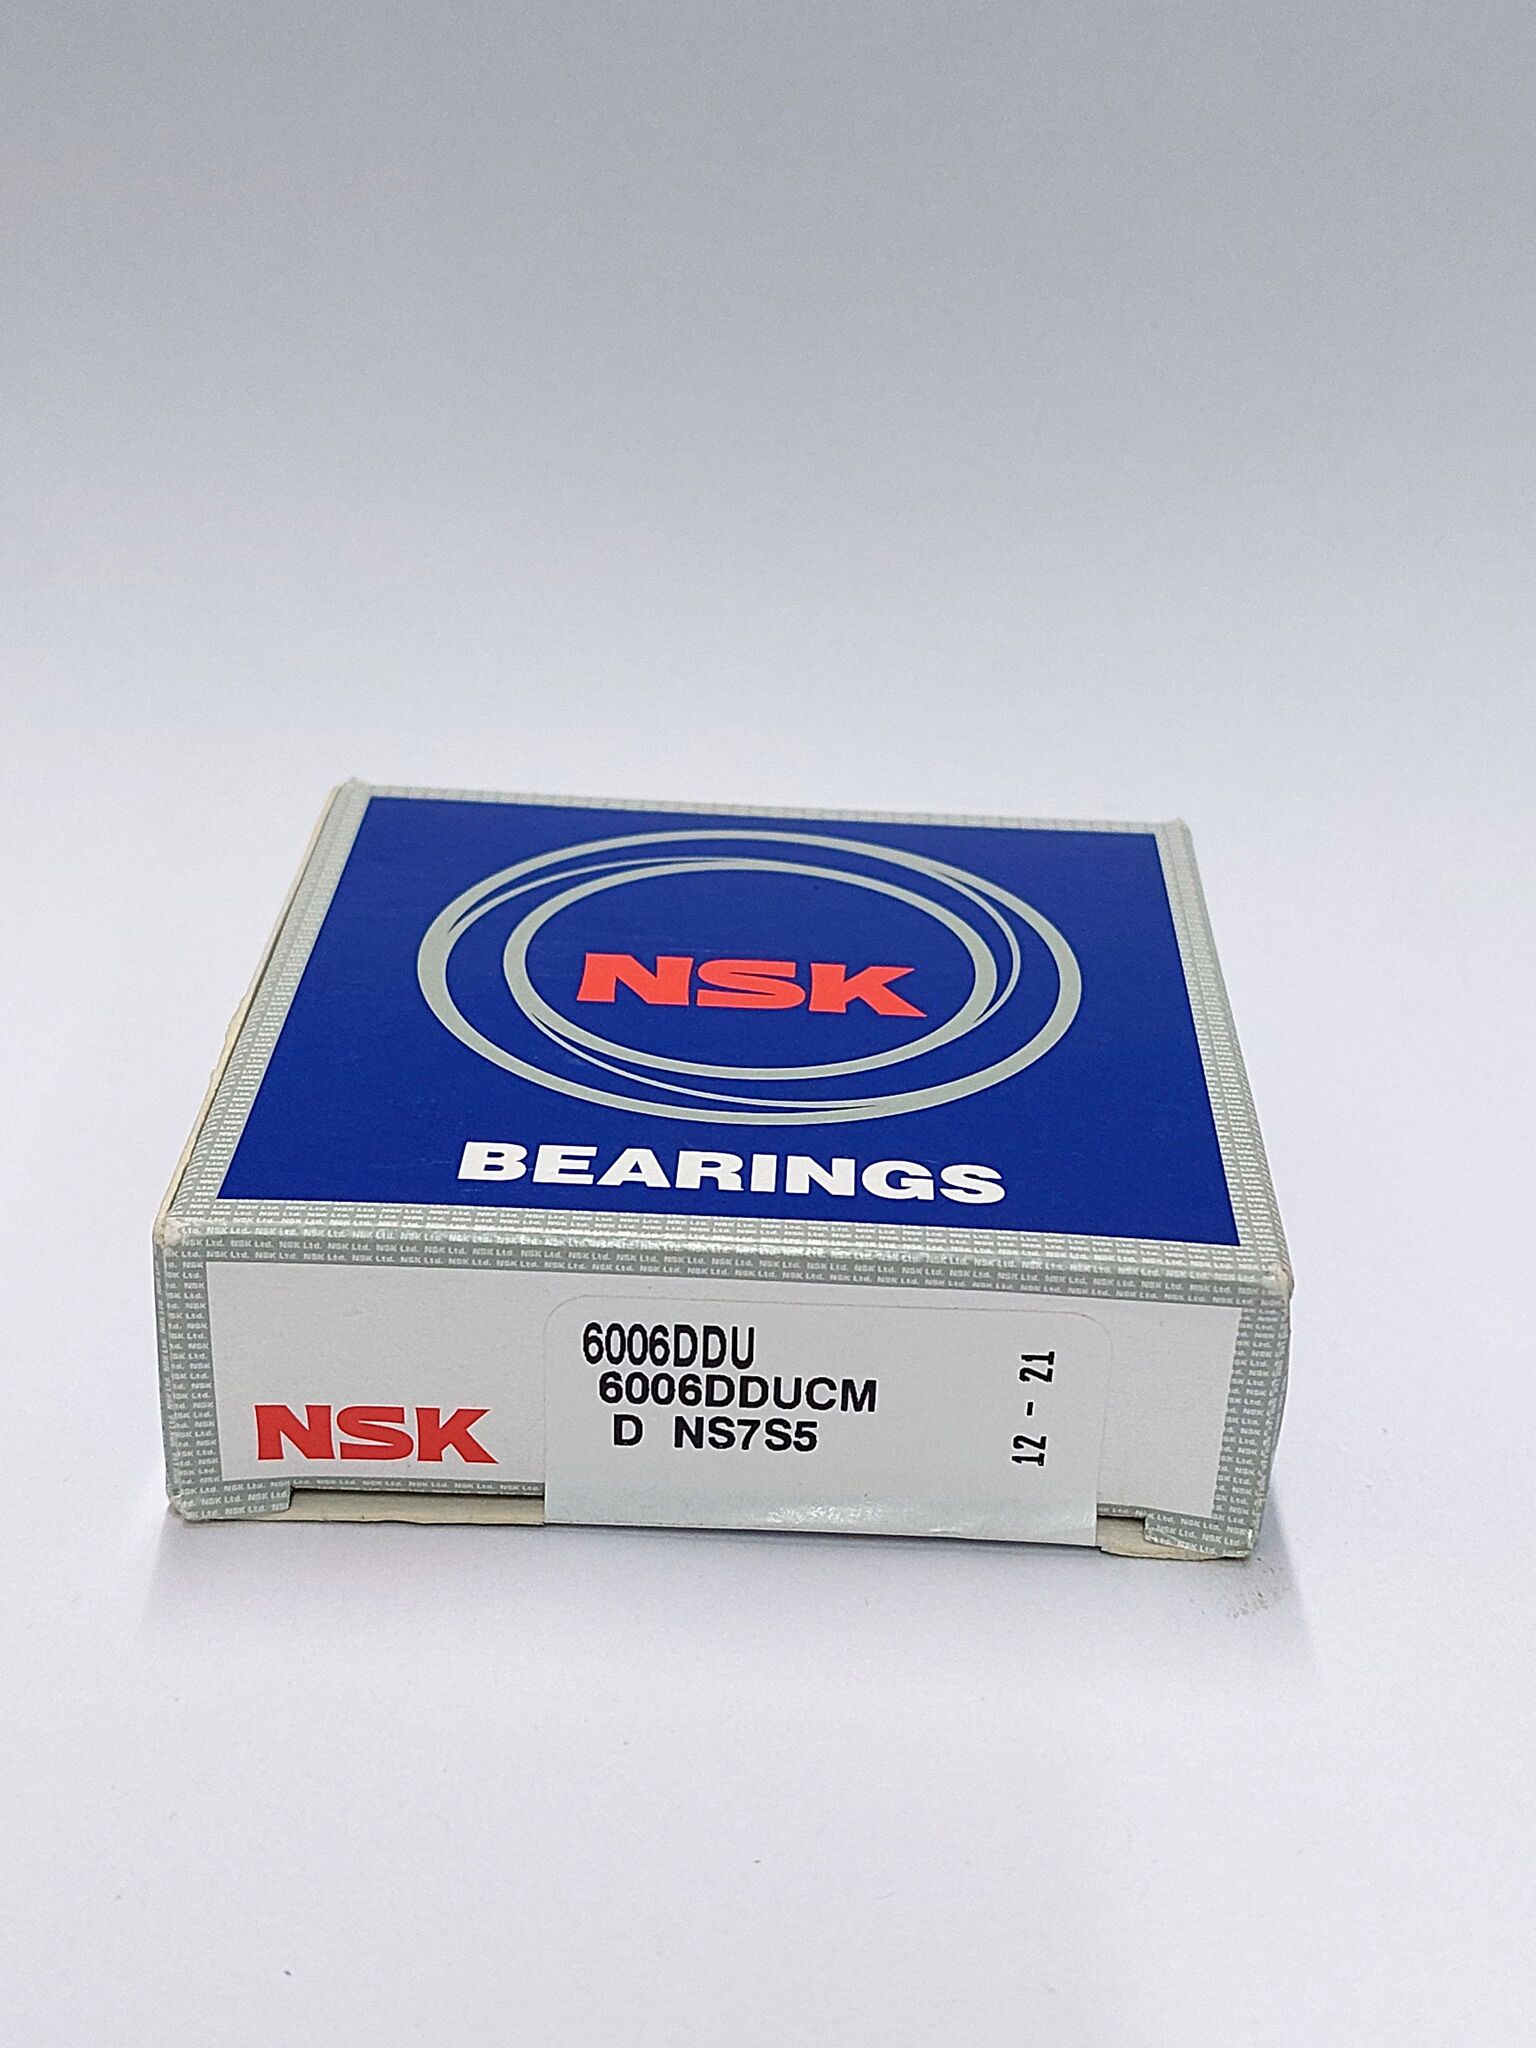 NSK
BEARINGS
NSK
6006DDU
6006DDUCM
D NS7S5
12 - 21